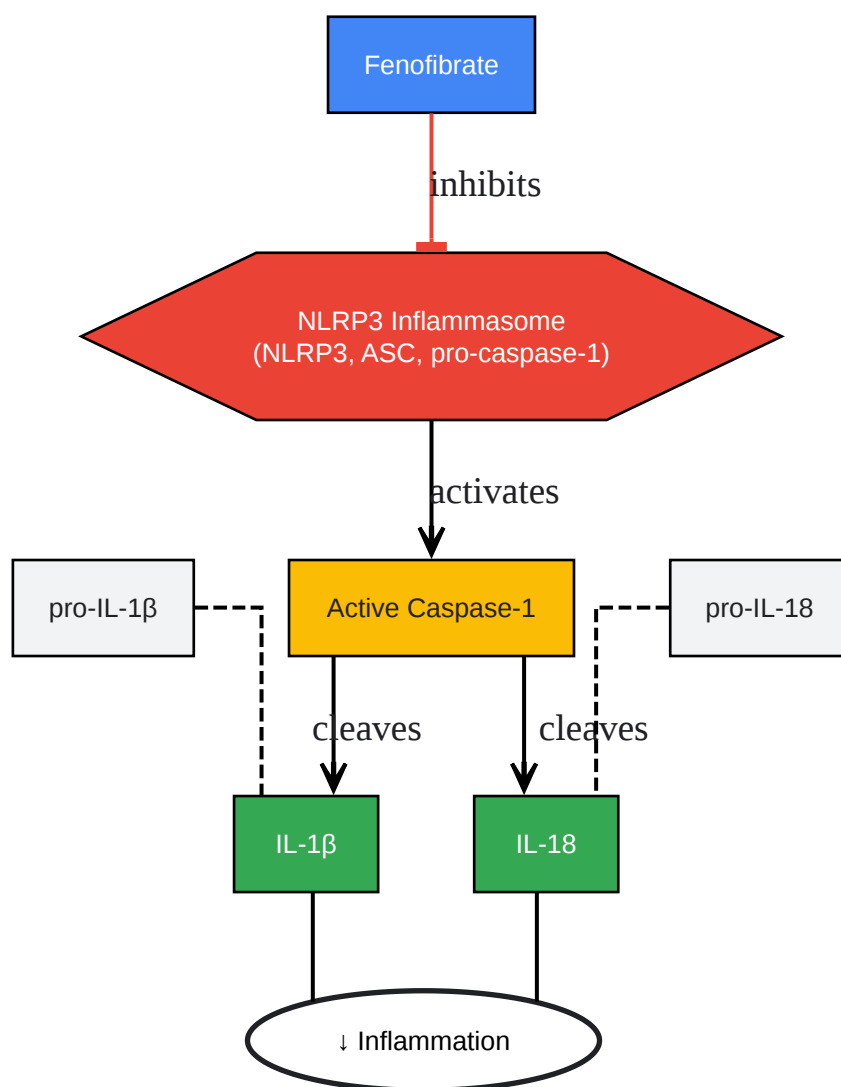 Fenofibrate
inhibits
NLRP3 Inflammasome
(NLRP3, ASC, pro-caspase-1)
activates
pro-IL-1β
Active Caspase-1
pro-IL-18
cleaves
cleaves
IL-1β
IL-18
↓ Inflammation